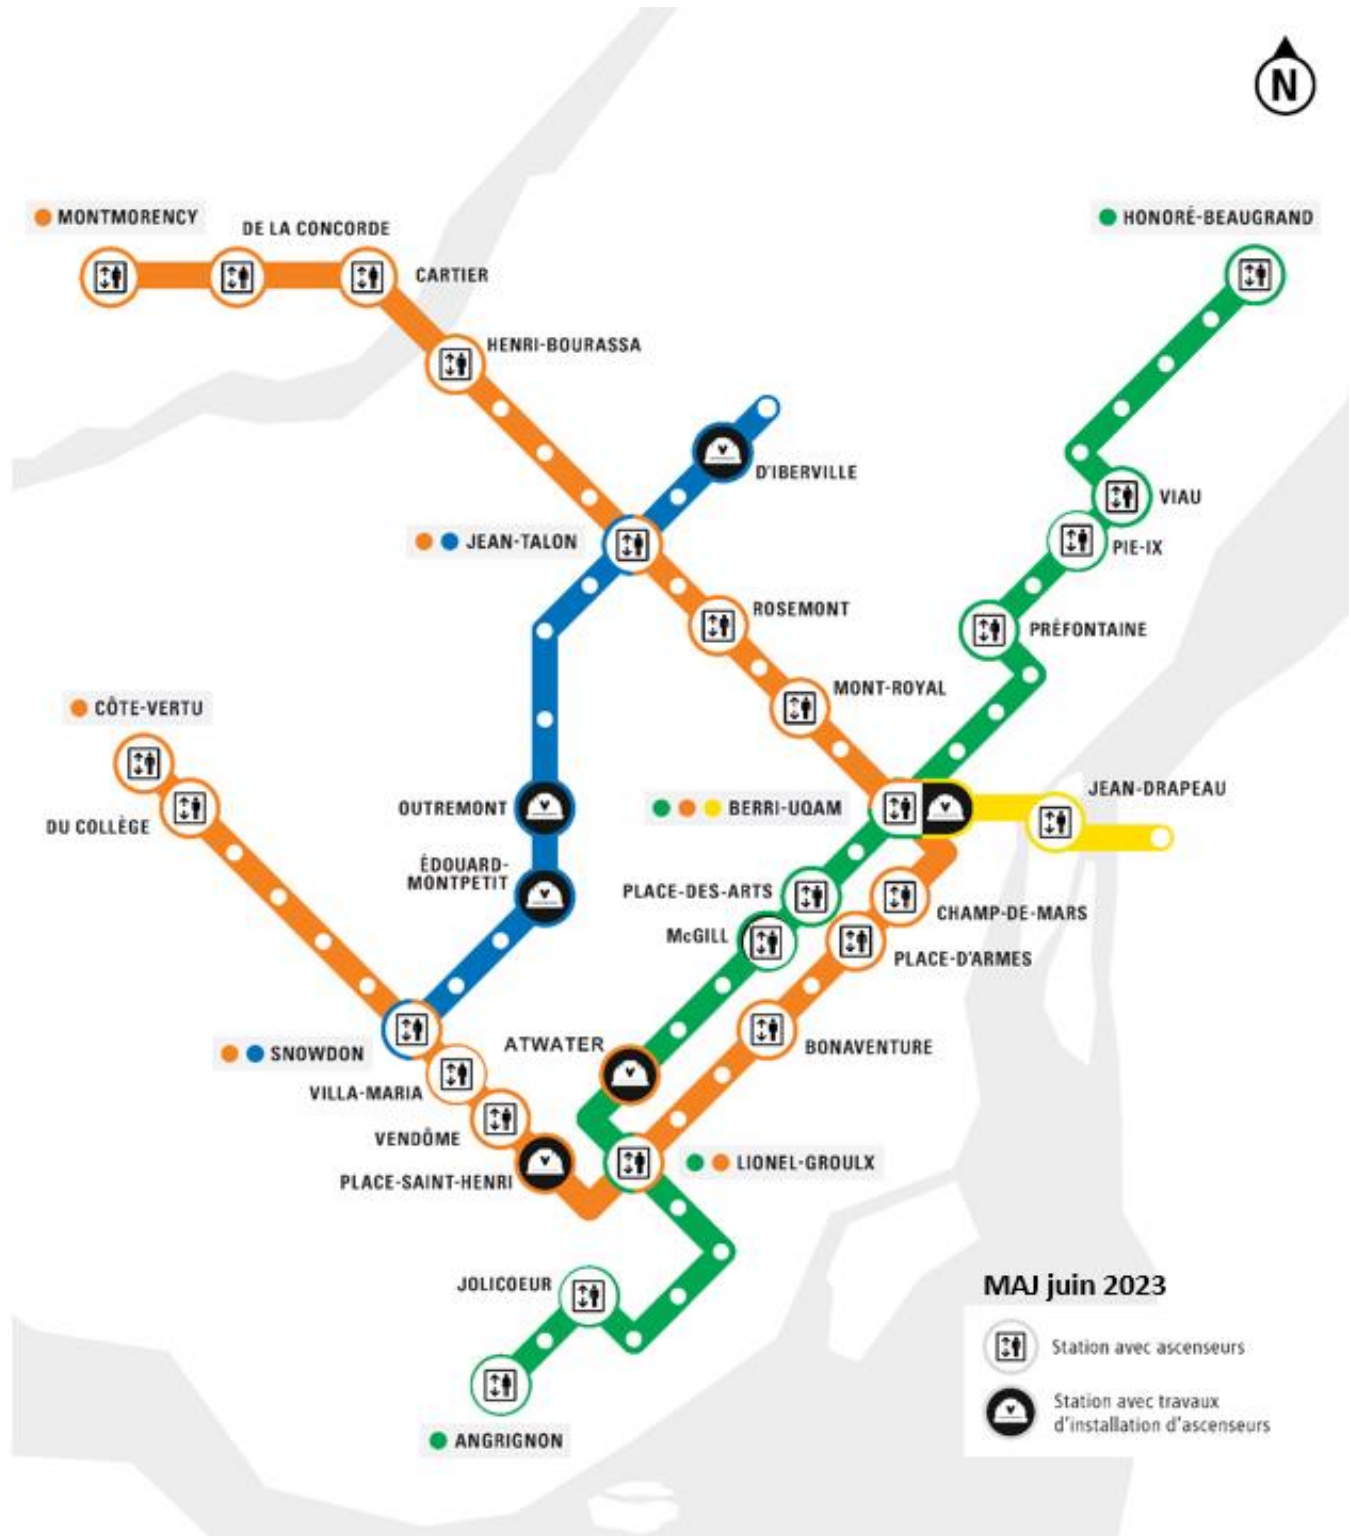 N
MONTMORENCY
DE LA CONCORDE
CARTIER
HENRI-BOURASSA
HONORÉ-BEAUGRAND
D'IBERVILLE
VIAU
JEAN-TALON
PIE-IX
ROSEMONT
PRÉFONTAINE
MONT-ROYAL
CÔTE-VERTU
JEAN-DRAPEAU
OUTREMONT
BERRI-UQAM
DU COLLÈGE
ÉDOUARD-
MONTPETIT
PLACE-DES-ARTS
CHAMP-DE-MARS
McGILL
PLACE-D'ARMES
ATWATER
BONAVENTURE
SNOWDON
VILLA-MARIA
VENDÔME
LIONEL-GROULX
PLACE-SAINT-HENRI
JOLICOEUR
ANGRIGNON
MAJ juin 2023
Station avec ascenseurs
Station avec travaux
d'installation d'ascenseurs